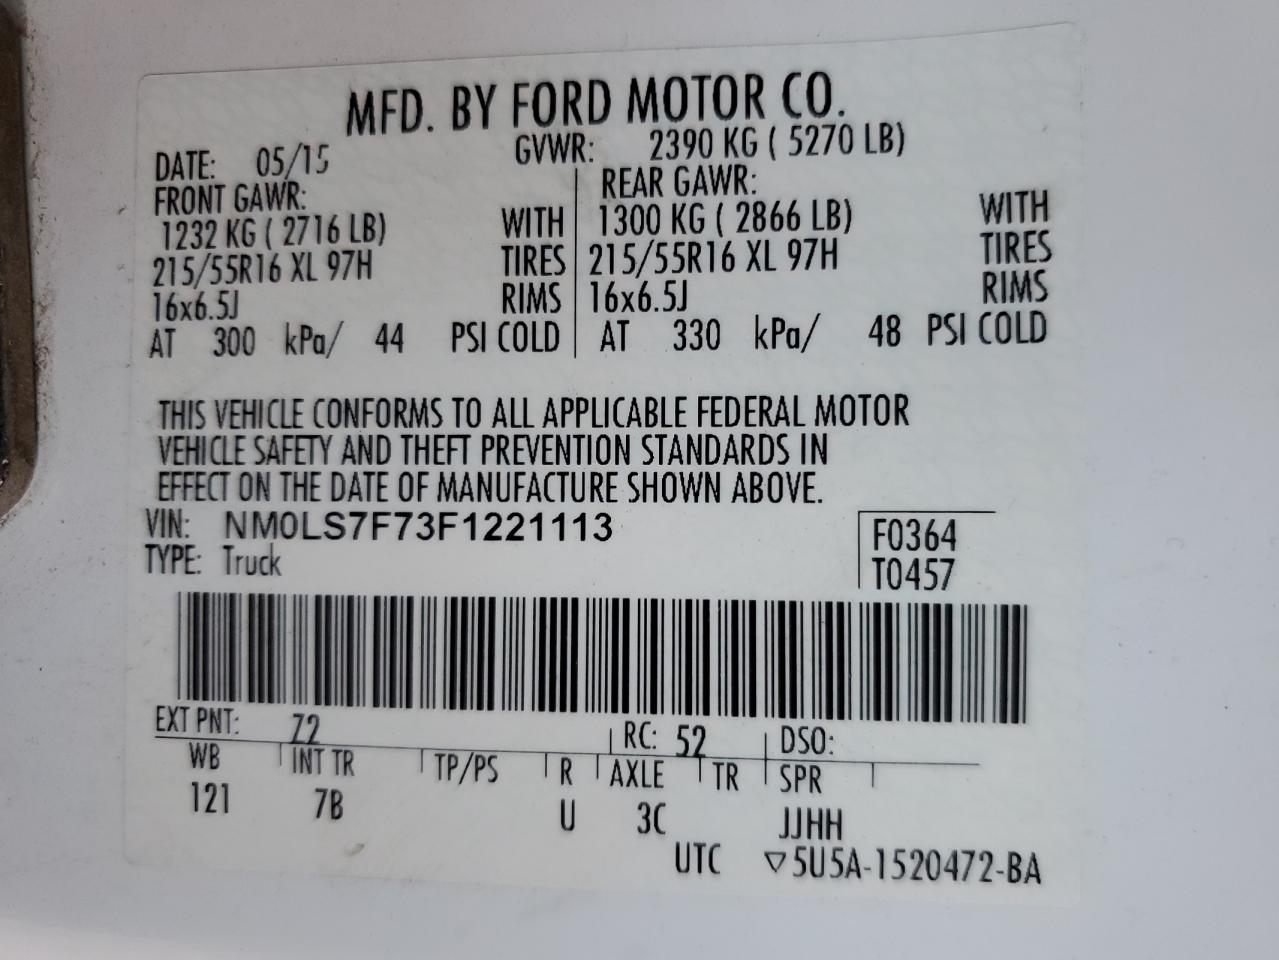 MFD. BY FORD MOTOR CO.
DATE: 05/15 GVWR: 2390 KG ( 5270 LB)
FRONT GAWR: REAR GAWR:
1232 KG ( 2716 LB) WITH 1300 KG ( 2866 LB) WITH
215/55R16 XL 97H TIRES 215/55R16 XL 97H TIRES
16x6.5J RIMS 16x6.5J RIMS
AT 300 kPa/ 44 PSI COLD AT 330 kPa/ 48 PSI COLD
THIS VEHICLE CONFORMS TO ALL APPLICABLE FEDERAL MOTOR
VEHICLE SAFETY AND THEFT PREVENTION STANDARDS IN
EFFECT ON THE DATE OF MANUFACTURE SHOWN ABOVE.
VIN: NM0LS7F73F1221113 F0364
TYPE: Truck T0457
EXT PNT: Z2 RC: 52 DSO:
WB INT TR TP/PS R AXLE TR SPR
121 7B U 3C JJHH
UTC ▽5U5A-1520472-BA